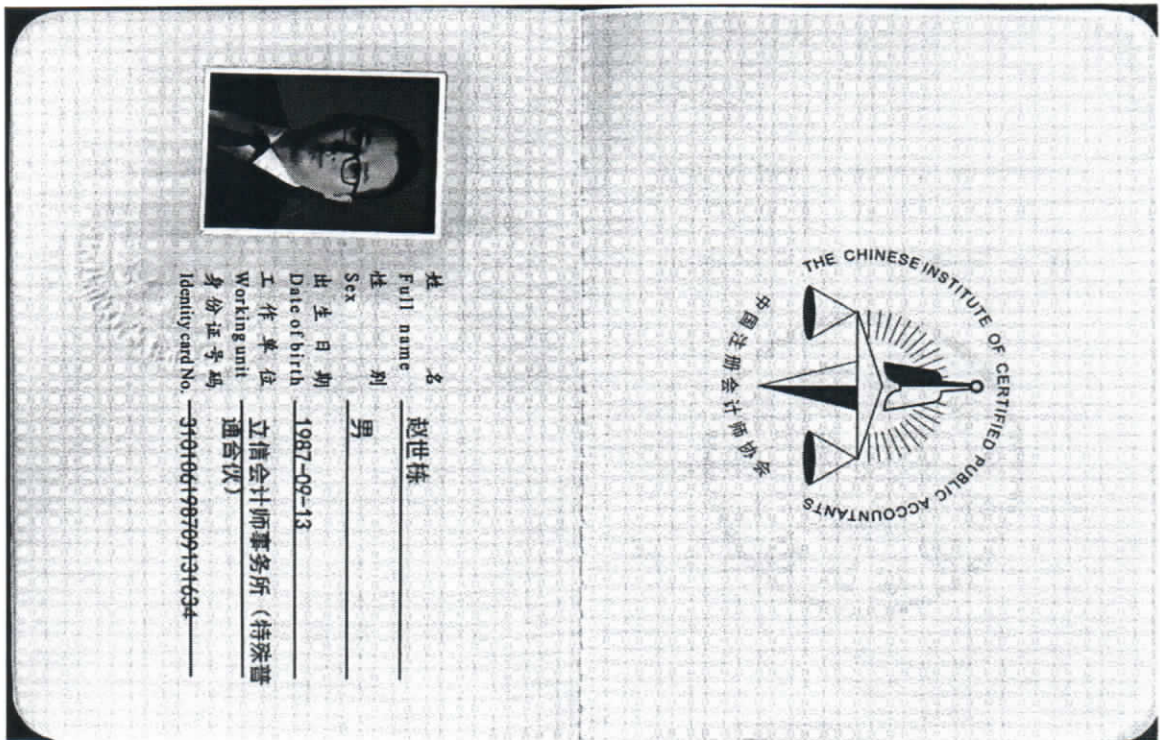 THE CHINESE INSTITUTE OF CERTIFIED PUBLIC ACCOUNTANTS
中国注册会计师协会
姓 名 赵世栋
Full name
性 别 男
Sex
出生日期 1987-09-13
Date of birth
工作单位 立信会计师事务所（特殊普
Working unit 通合伙）
身份证号码
Identity card No. 310106198709131634